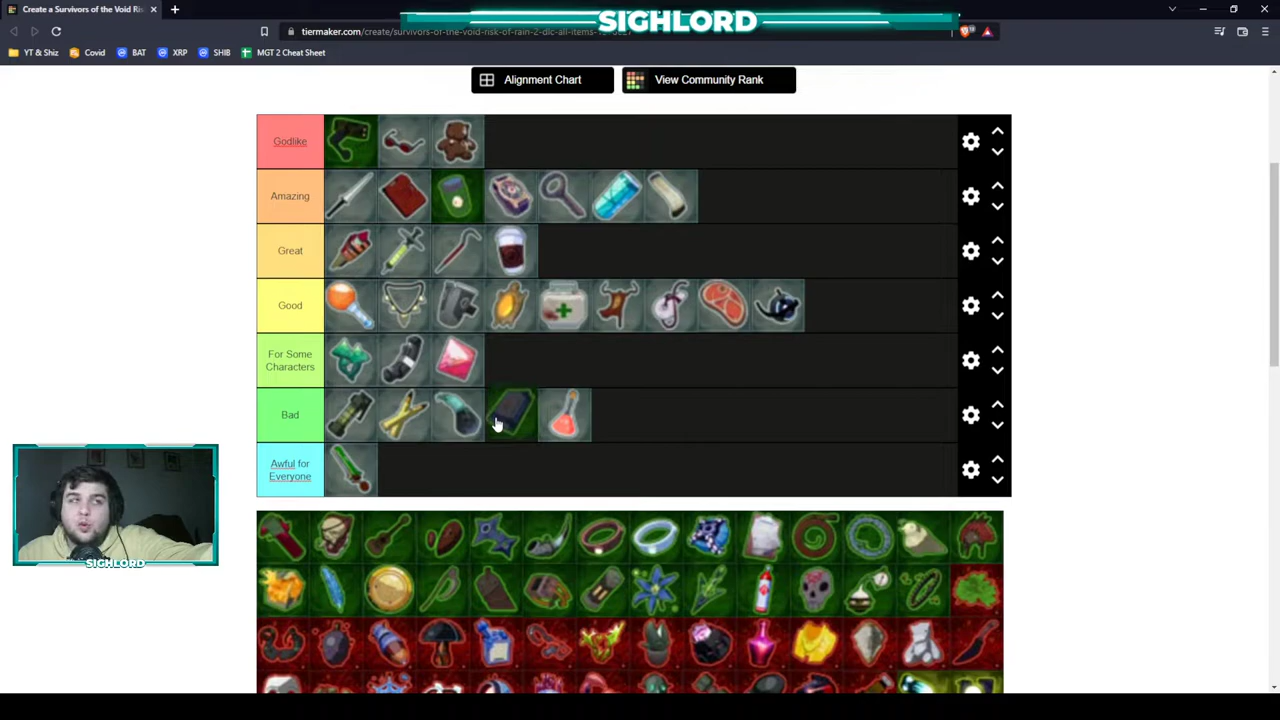 SIGHLORD
Create a Survivors of the Void Ris
tiermaker.com/create/survivors-of-the-void-risk-of-rain-2-dlc-all-items-
YT & Shiz
Covid
BAT
XRP
SHIB
MGT 2 Cheat Sheet
Alignment Chart
View Community Rank
Godlike
Amazing
Great
Good
For Some
Characters
Bad
Awful for
Everyone
SIGHLORD